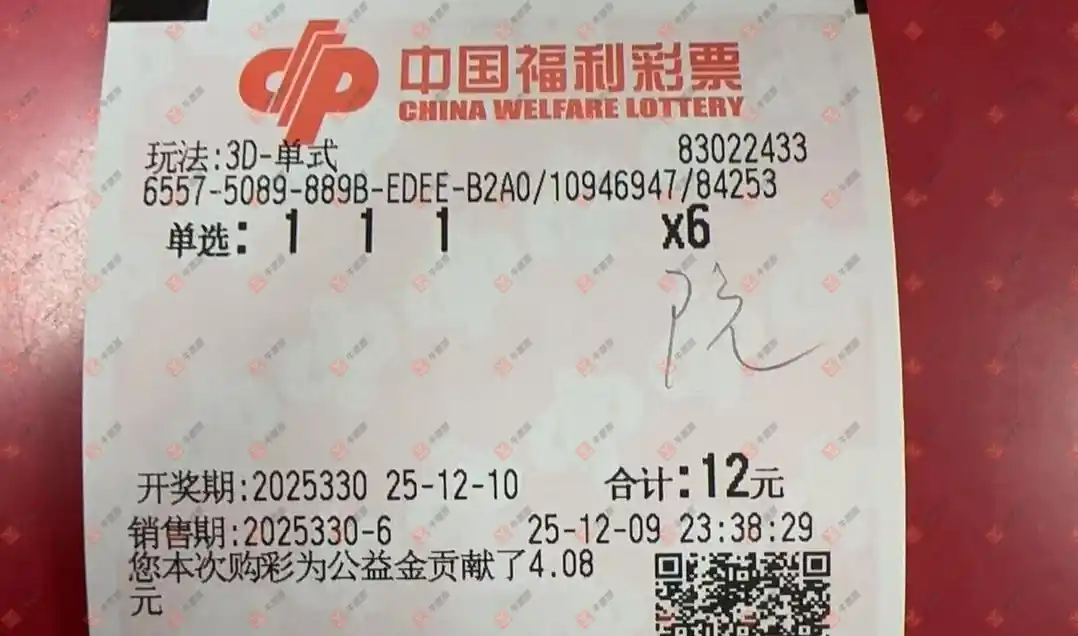 中国福利彩票
CHINA WELFARE LOTTERY
玩法:3D-单式 83022433
6557-5089-889B-EDEE-B2A0/10946947/84253
单选: 1 1 1 x6
开奖期:2025330 25-12-10 合计:12元
销售期:2025330-6 25-12-09 23:38:29
您本次购彩为公益金贡献了4.08
元